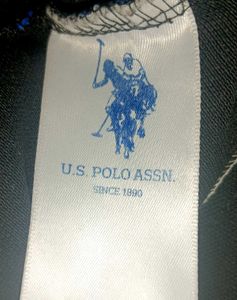 U.S. POLO ASSN.
SINCE 1890